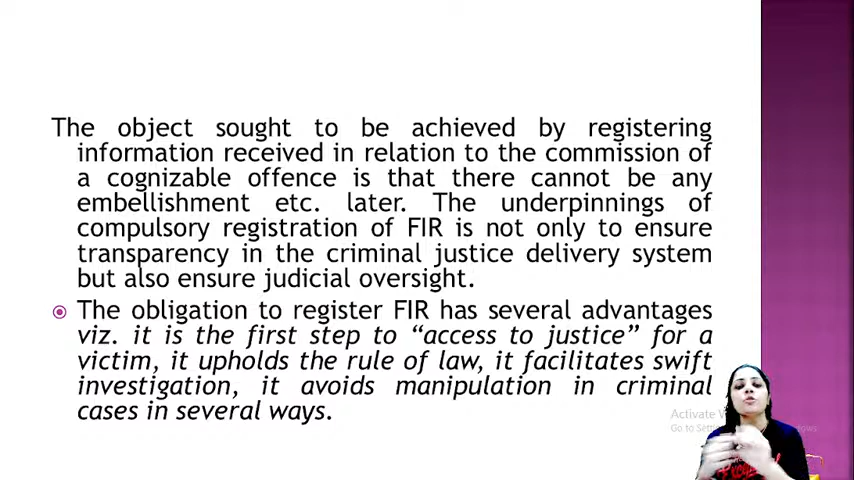 The object sought to be achieved by registering
information received in relation to the commission of
a cognizable offence is that there cannot be any
embellishment etc. later. The underpinnings of
compulsory registration of FIR is not only to ensure
transparency in the criminal justice delivery system
but also ensure judicial oversight.
The obligation to register FIR has several advantages
viz. it is the first step to “access to justice” for a
victim, it upholds the rule of law, it facilitates swift
investigation, it avoids manipulation in criminal
cases in several ways.
Activate
Go to